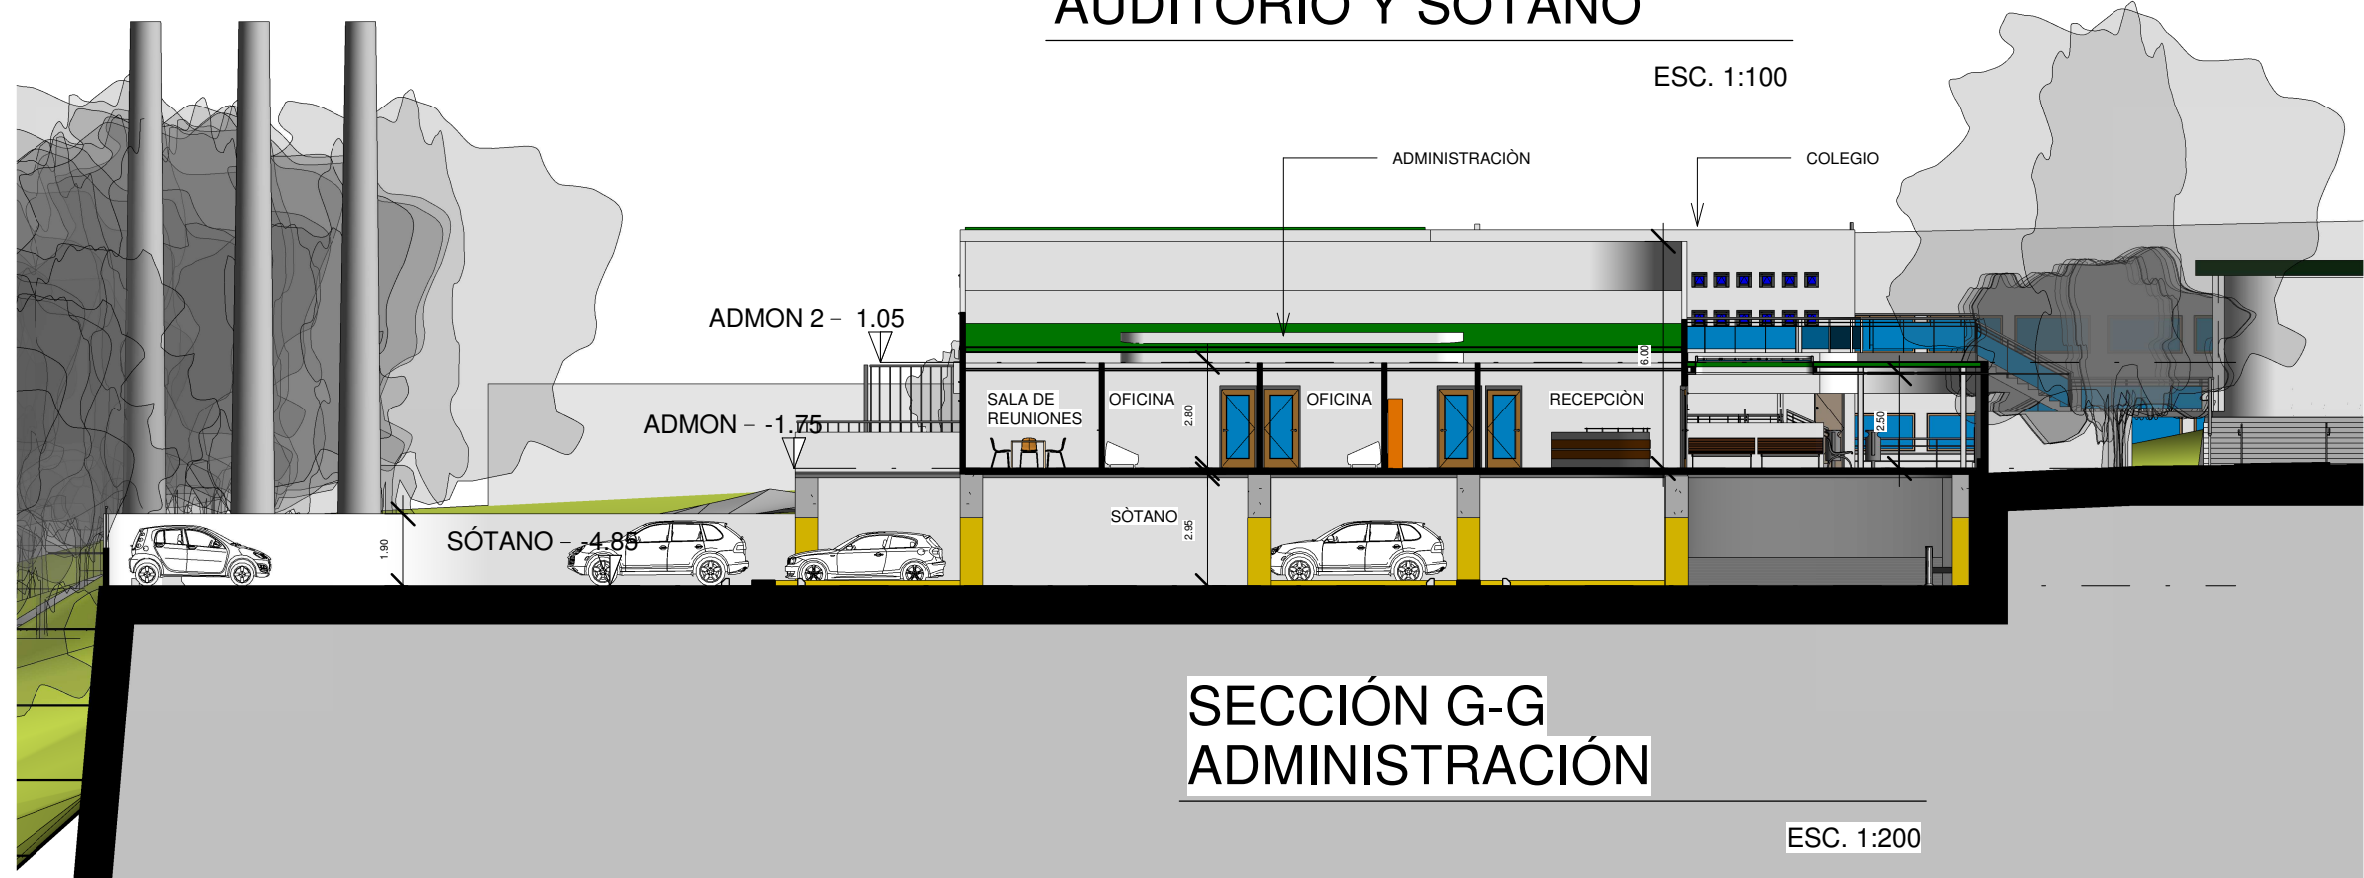 AUDITORIO Y SÓTANO
ESC. 1:100
ADMINISTRACIÒN
COLEGIO
ADMON 2 – 1.05
6.00
SALA DE
REUNIONES
OFICINA
2.80
OFICINA
RECEPCIÒN
2.50
ADMON – -1.75
SÒTANO
2.95
SÓTANO – -4.85
1.90
SECCIÓN G-G
ADMINISTRACIÓN
ESC. 1:200